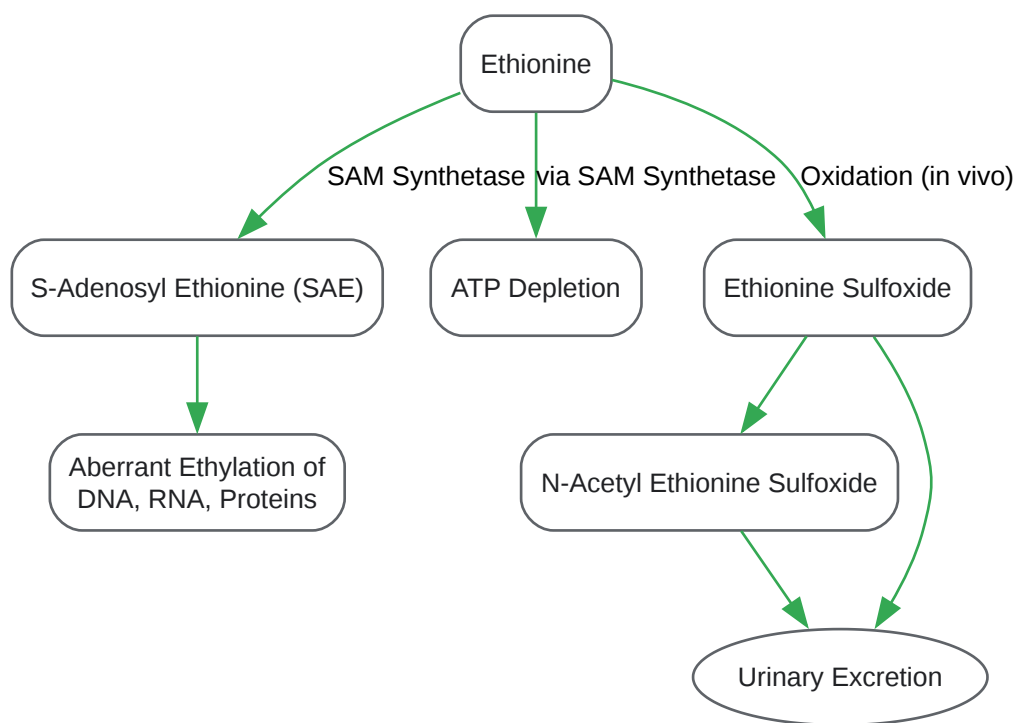 Ethionine
SAM Synthetase
via SAM Synthetase
Oxidation (in vivo)
S-Adenosyl Ethionine (SAE)
ATP Depletion
Ethionine Sulfoxide
Aberrant Ethylation of
DNA, RNA, Proteins
N-Acetyl Ethionine Sulfoxide
Urinary Excretion